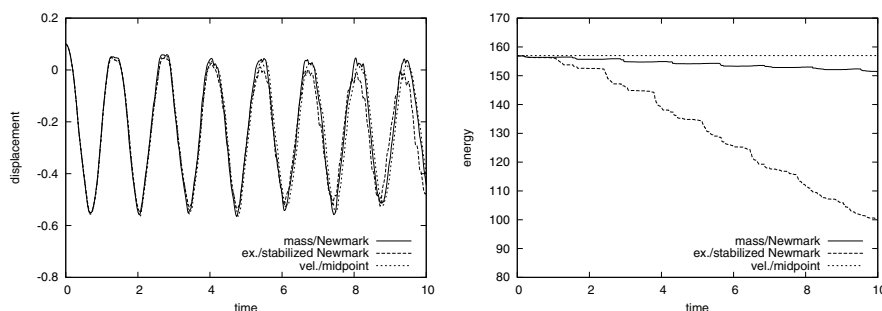 0.2
0
-0.2
-0.4
-0.6
-0.8
displacement
mass/Newmark
ex./stabilized Newmark
vel./midpoint
0 2 4 6 8 10
time
170
160
150
140
130
120
110
100
90
80
energy
mass/Newmark
ex./stabilized Newmark
vel./midpoint
0 2 4 6 8 10
time